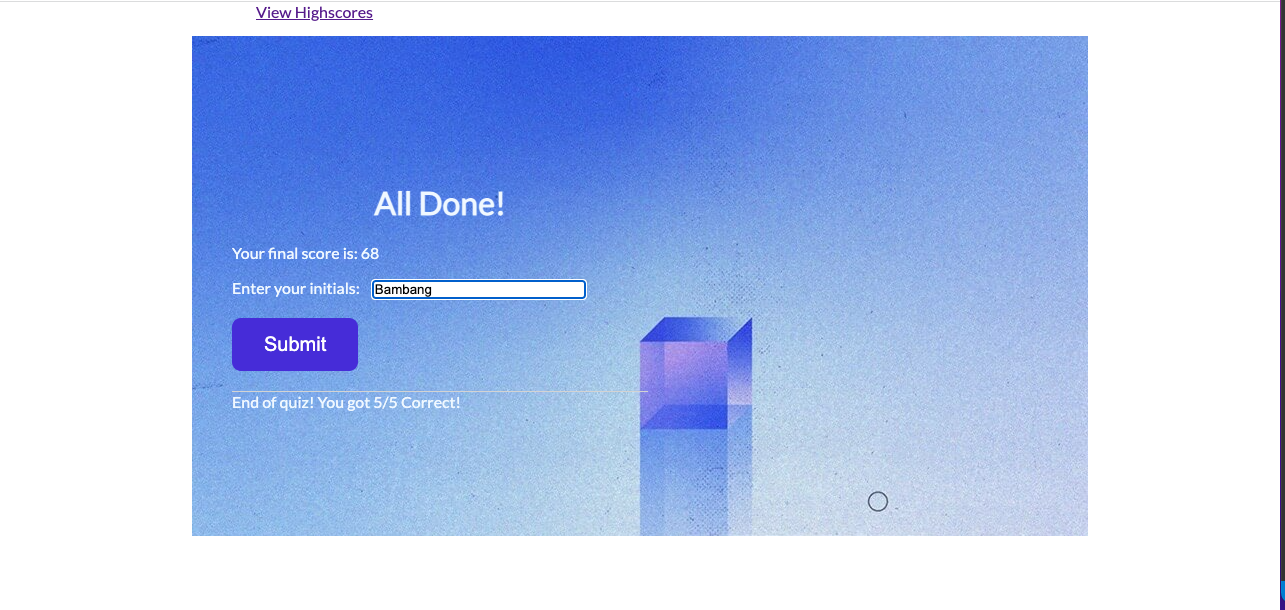 View Highscores
All Done!
Your final score is: 68
Enter your initials: Bambang
Submit
End of quiz! You got 5/5 Correct!